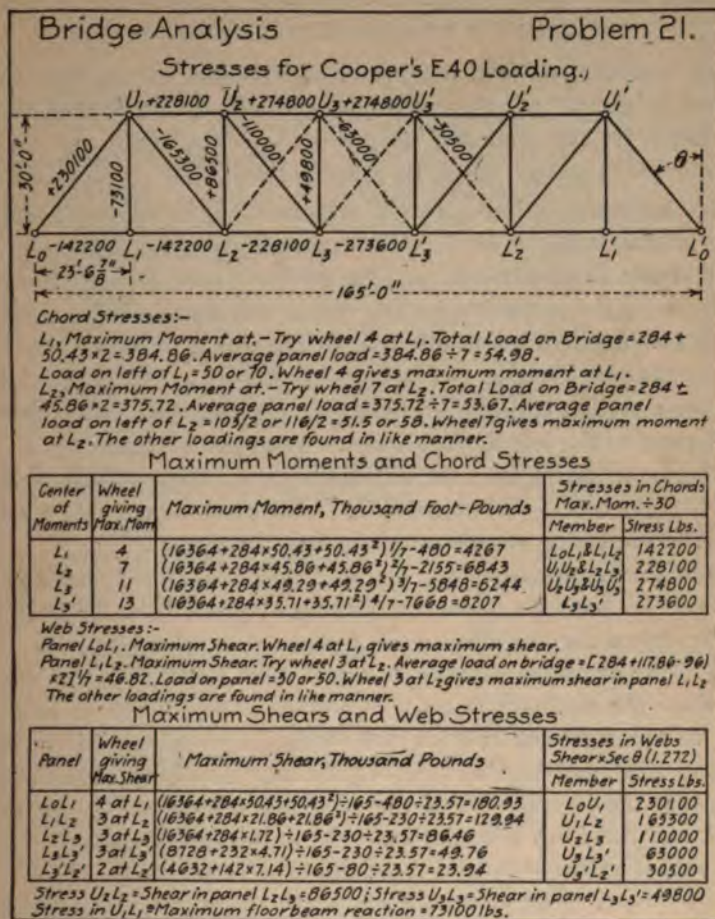 Bridge Analysis Problem 21.
Stresses for Cooper's E40 Loading.
U₁ +228100 U₂ +274800 U₃ +274800 U₃' U₂' U₁'
30'-0" +230100 -73100 -165300 +86500 -110000 +49800 -63000 -30500 θ
L₀ -142200 L₁ -142200 L₂ -228100 L₃ -273600 L₃' L₂' L₁' L₀'
23'-6 7/8"
165'-0"
Chord Stresses:-
L₁, Maximum Moment at.- Try wheel 4 at L₁. Total Load on Bridge = 284 +
50.43×2 = 384.86. Average panel load = 384.86 ÷ 7 = 54.98.
Load on left of L₁ = 50 or 70. Wheel 4 gives maximum moment at L₁.
L₂, Maximum Moment at.- Try wheel 7 at L₂. Total Load on Bridge = 284 ±
45.86×2 = 375.72. Average panel load = 375.72 ÷ 7 = 53.67. Average panel
load on left of L₂ = 103/2 or 116/2 = 51.5 or 58. Wheel 7 gives maximum moment
at L₂. The other loadings are found in like manner.
Maximum Moments and Chord Stresses
Center of Moments Wheel giving Max. Mom Maximum Moment, Thousand Foot-Pounds Stresses in Chords Max. Mom. ÷ 30
Member Stress Lbs.
L₁ 4 (16364+284×50.43+50.43²) 1/7-480=4267 L₀L₁&L₁L₂ 142200
L₂ 7 (16364+284×45.86+45.86²) 2/7-2155=6843 U₁U₂&L₂L₃ 228100
L₃ 11 (16364+284×49.29+49.29²) 3/7-5848=6244 U₂U₃&U₃U₃' 274800
L₃' 13 (16364+284×35.71+35.71²) 4/7-7668=8207 L₃L₃' 273600
Web Stresses:-
Panel L₀L₁. Maximum Shear. Wheel 4 at L₁ gives maximum shear.
Panel L₁L₂. Maximum Shear. Try wheel 3 at L₂. Average load on bridge = [284+117.86-96)
×2] 1/7 = 46.82. Load on panel = 30 or 50. Wheel 3 at L₂ gives maximum shear in panel L₁L₂
The other loadings are found in like manner.
Maximum Shears and Web Stresses
Panel Wheel giving Max. Shear Maximum Shear, Thousand Pounds Stresses in Webs Shear×Sec θ (1.272)
Member Stress Lbs.
L₀L₁ 4 at L₁ (16364+284×50.43+50.43²)÷165-480÷23.57=180.93 L₀U₁ 230100
L₁L₂ 3 at L₂ (16364+284×21.86+21.86²)÷165-230÷23.57=129.94 U₁L₂ 165300
L₂L₃ 3 at L₃ (16364+284×1.72)÷165-230÷23.57=86.46 U₂L₃ 110000
L₃L₃' 3 at L₃' (8728+232×4.71)÷165-230÷23.57=49.76 U₃L₃' 63000
L₃'L₂' 2 at L₂' (4632+142×7.14)÷165-80÷23.57=23.94 U₃'L₂' 30500
Stress U₂L₂ = Shear in panel L₂L₃ = 86500; Stress U₃L₃ = Shear in panel L₃L₃' = 49800
Stress in U₁L₁ = Maximum floorbeam reaction = 73100 lbs.